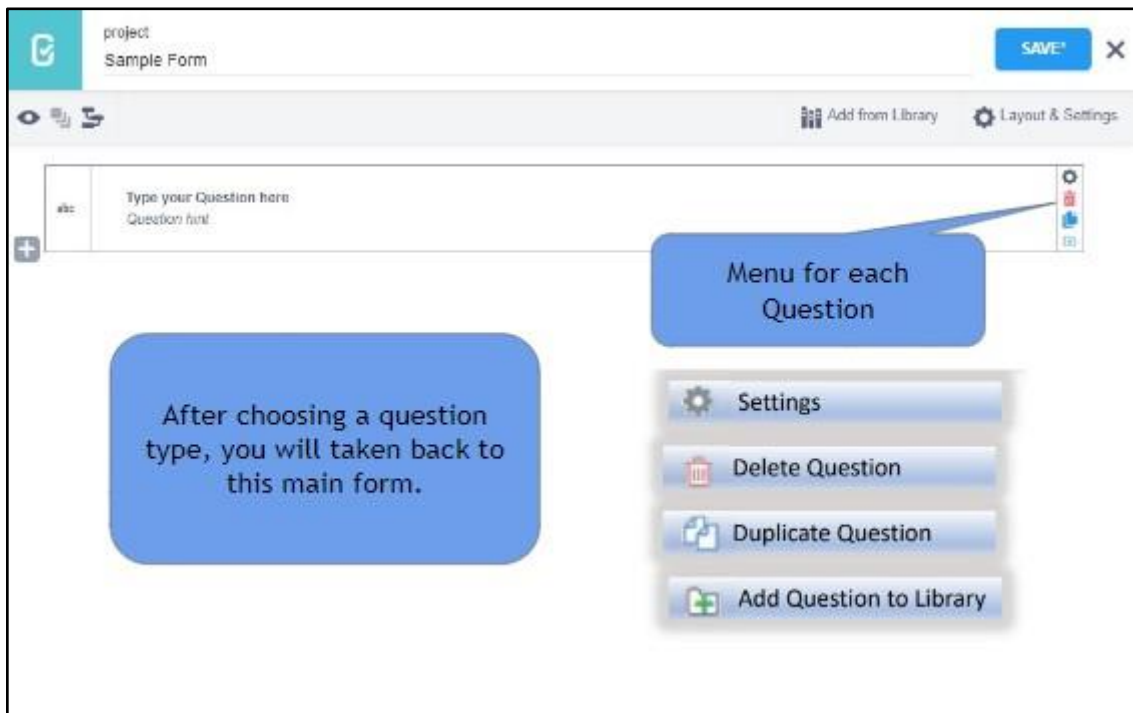 project
Sample Form
SAVE*
Add from Library
Layout & Settings
abc
Type your Question here
Question hint
Menu for each
Question
After choosing a question
type, you will taken back to
this main form.
Settings
Delete Question
Duplicate Question
Add Question to Library